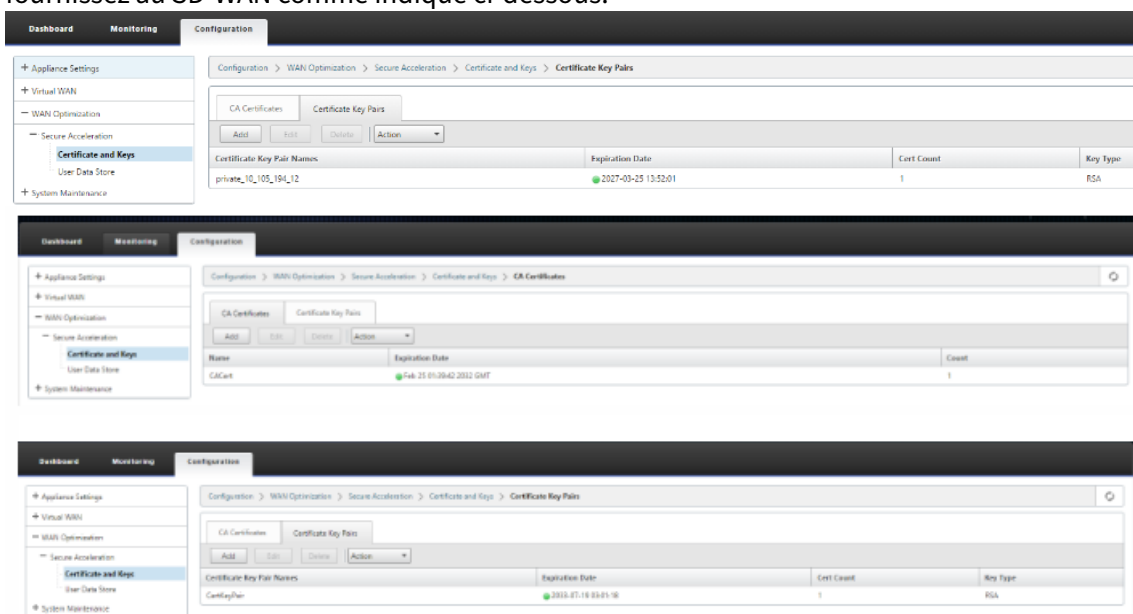 fournissez au SD-WAN comme indiqué ci-dessous.
Dashboard Monitoring Configuration
+ Appliance Settings
+ Virtual WAN
− WAN Optimization
− Secure Acceleration
Certificate and Keys
User Data Store
+ System Maintenance
Configuration > WAN Optimization > Secure Acceleration > Certificate and Keys > Certificate Key Pairs
CA Certificates Certificate Key Pairs
Add Edit Delete Action
Certificate Key Pair Names Expiration Date Cert Count Key Type
private_10_105_194_12 2027-03-25 13:52:01 1 RSA
Dashboard Monitoring Configuration
+ Appliance Settings
+ Virtual WAN
− WAN Optimization
− Secure Acceleration
Certificate and Keys
User Data Store
+ System Maintenance
Configuration > WAN Optimization > Secure Acceleration > Certificate and Keys > CA Certificates
CA Certificates Certificate Key Pairs
Add Edit Delete Action
Name Expiration Date Count
CACert Feb 25 2032 GMT 1
Dashboard Monitoring Configuration
+ Appliance Settings
+ Virtual WAN
− WAN Optimization
− Secure Acceleration
Certificate and Keys
User Data Store
+ System Maintenance
Configuration > WAN Optimization > Secure Acceleration > Certificate and Keys > Certificate Key Pairs
CA Certificates Certificate Key Pairs
Add Edit Delete Action
Certificate Key Pair Names Expiration Date Cert Count Key Type
CertKeyPair 1 RSA